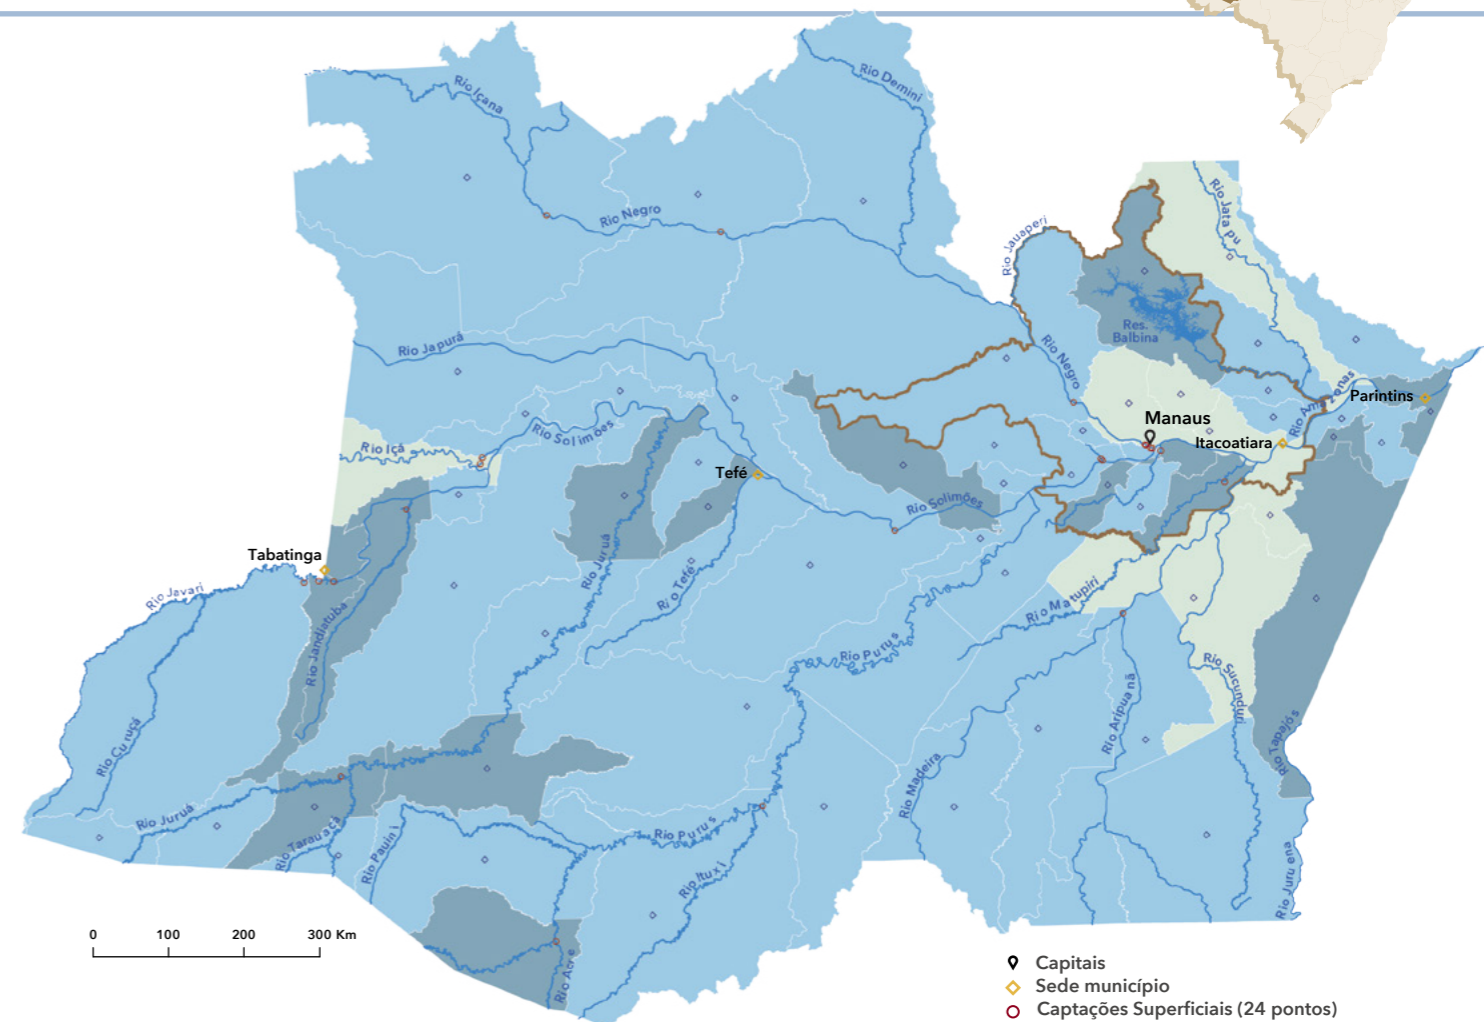 Rio Içana
Rio Demini
Rio Negro
Rio Jatapu
Rio Jauaperi
Res.
Balbina
Rio Japurá
Rio Negro
Rio Amazonas
Parintins
Manaus
Itacoatiara
Rio Içá
Rio Solimões
Tefé
Rio Solimões
Tabatinga
Rio Javari
Rio Juruá
Rio Tefé
Rio Matupiri
Rio Jandiatuba
Rio Purus
Rio Sucunduri
Rio Curuçá
Rio Aripuanã
Rio Tapajós
Rio Madeira
Rio Juruá
Rio Tarauacá
Rio Pauini
Rio Purus
Rio Ituxi
Rio Juruena
Rio Acre
0 100 200 300 Km
Capitais
Sede município
Captações Superficiais (24 pontos)